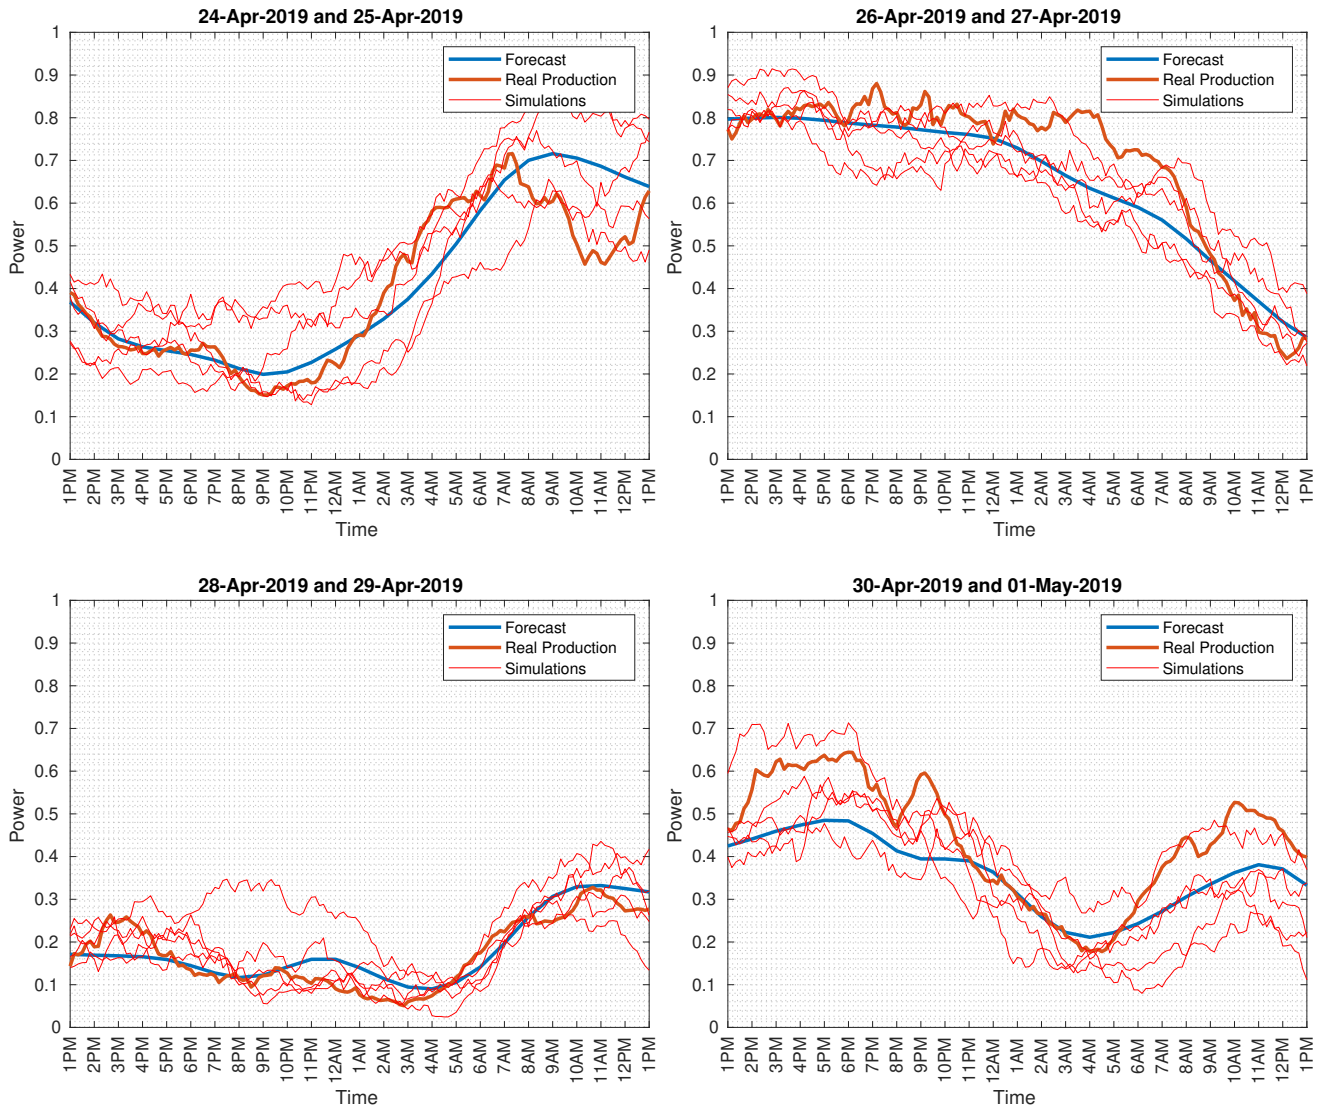 24-Apr-2019 and 25-Apr-2019
Forecast
Real Production
Simulations
Power
1
0.9
0.8
0.7
0.6
0.5
0.4
0.3
0.2
0.1
0
1PM 2PM 3PM 4PM 5PM 6PM 7PM 8PM 9PM 10PM 11PM 12AM 1AM 2AM 3AM 4AM 5AM 6AM 7AM 8AM 9AM 10AM 11AM 12PM 1PM
Time
26-Apr-2019 and 27-Apr-2019
Forecast
Real Production
Simulations
Power
1
0.9
0.8
0.7
0.6
0.5
0.4
0.3
0.2
0.1
0
1PM 2PM 3PM 4PM 5PM 6PM 7PM 8PM 9PM 10PM 11PM 12AM 1AM 2AM 3AM 4AM 5AM 6AM 7AM 8AM 9AM 10AM 11AM 12PM 1PM
Time
28-Apr-2019 and 29-Apr-2019
Forecast
Real Production
Simulations
Power
1
0.9
0.8
0.7
0.6
0.5
0.4
0.3
0.2
0.1
0
1PM 2PM 3PM 4PM 5PM 6PM 7PM 8PM 9PM 10PM 11PM 12AM 1AM 2AM 3AM 4AM 5AM 6AM 7AM 8AM 9AM 10AM 11AM 12PM 1PM
Time
30-Apr-2019 and 01-May-2019
Forecast
Real Production
Simulations
Power
1
0.9
0.8
0.7
0.6
0.5
0.4
0.3
0.2
0.1
0
1PM 2PM 3PM 4PM 5PM 6PM 7PM 8PM 9PM 10PM 11PM 12AM 1AM 2AM 3AM 4AM 5AM 6AM 7AM 8AM 9AM 10AM 11AM 12PM 1PM
Time